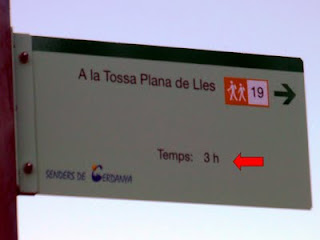 A la Tossa Plana de Lles 19
Temps: 3 h
SENDERS DE CERDANYA